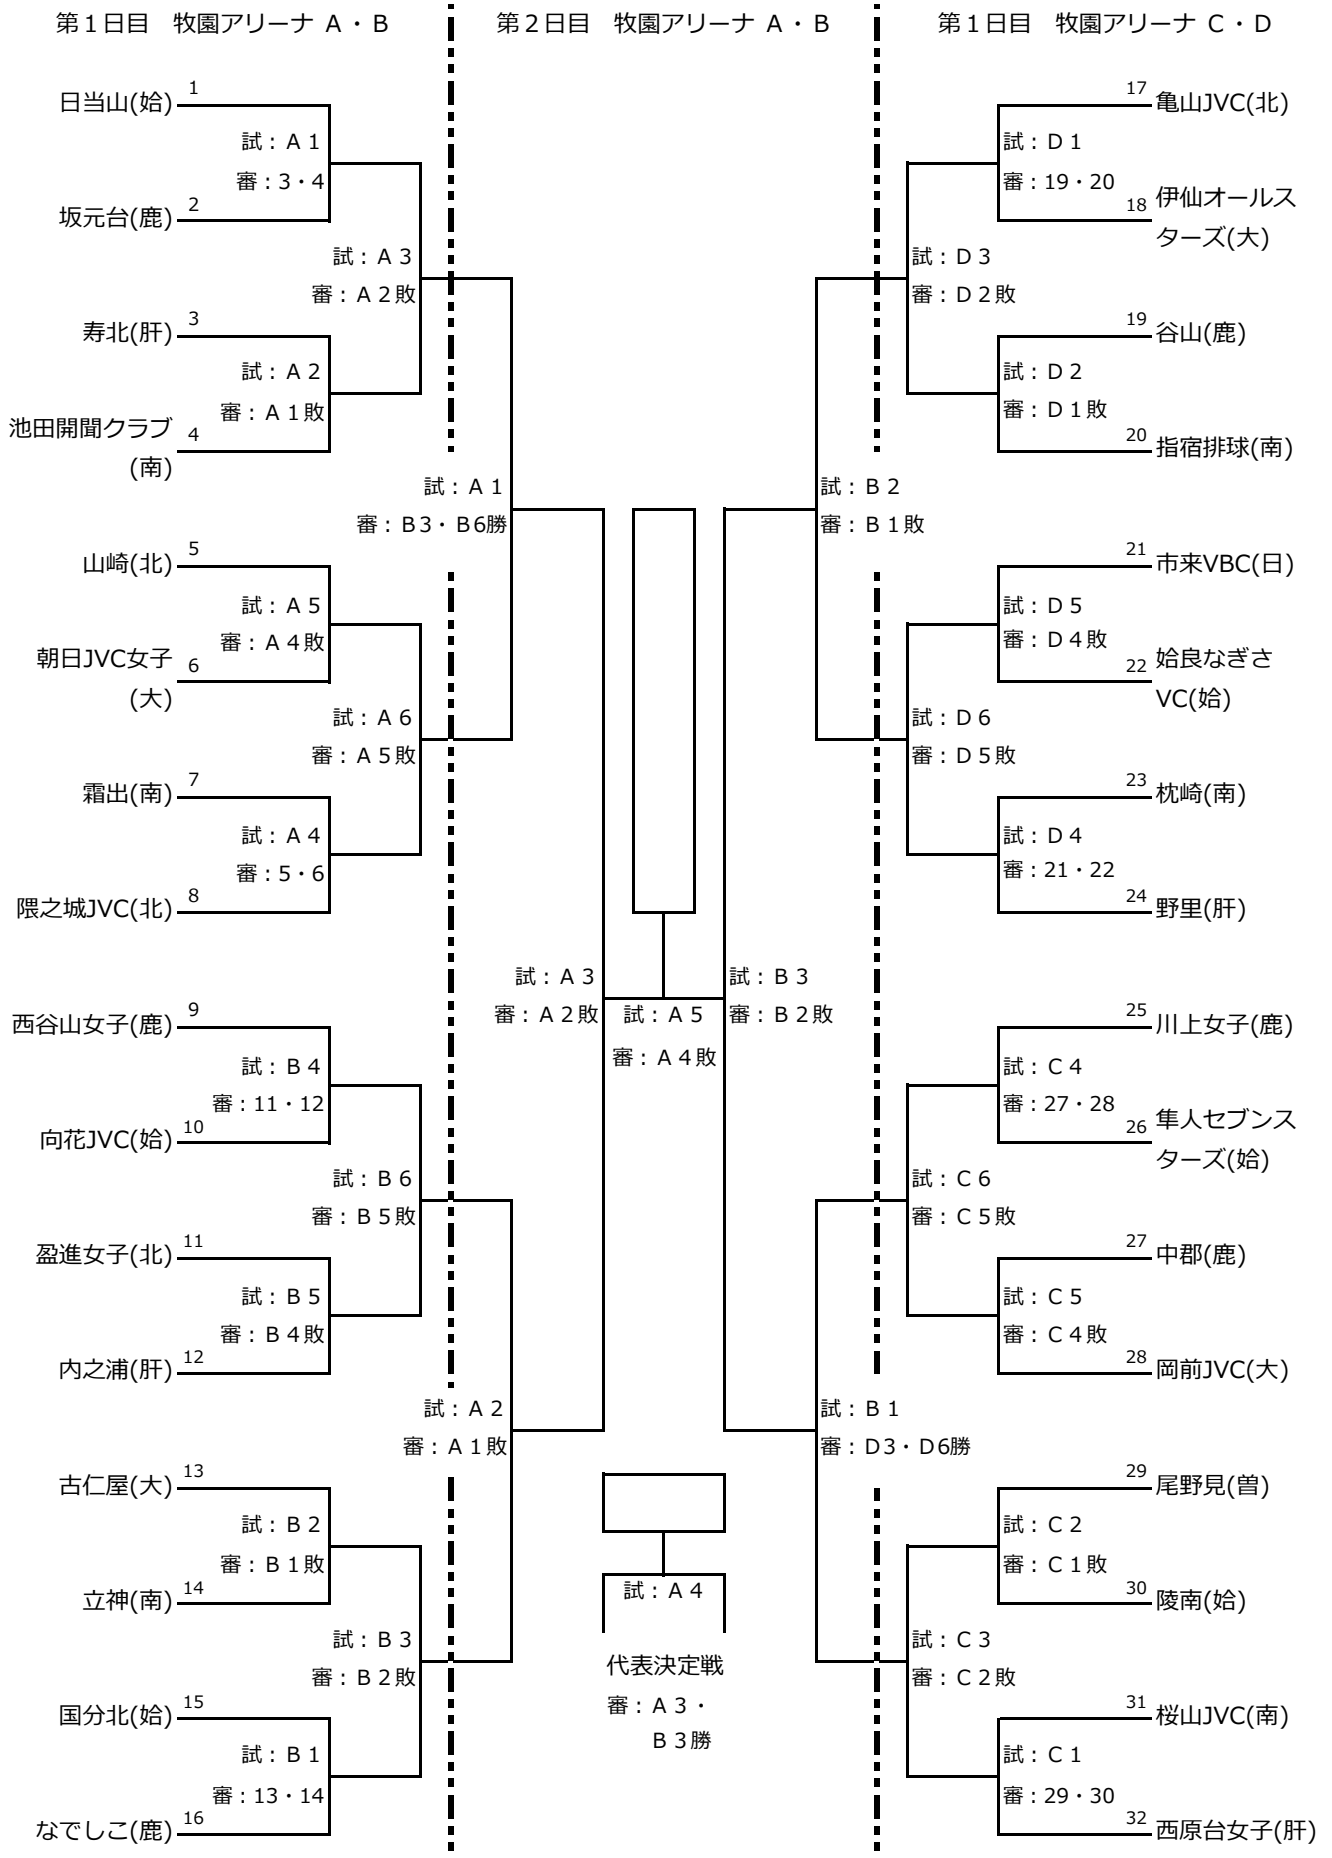 第１日目　牧園アリーナ Ａ・Ｂ
第２日目　牧園アリーナ Ａ・Ｂ
第１日目　牧園アリーナ Ｃ・Ｄ
1
日当山(姶)
試：Ａ１
審：3・4
2
坂元台(鹿)
試：Ａ３
審：Ａ２敗
3
寿北(肝)
試：Ａ２
審：Ａ１敗
池田開聞クラブ
4
(南)
試：Ａ１
審：Ｂ3・Ｂ6勝
5
山崎(北)
試：Ａ５
審：Ａ４敗
朝日JVC女子
6
(大)
試：Ａ６
審：Ａ５敗
7
霜出(南)
試：Ａ４
審：5・6
8
隈之城JVC(北)
試：Ａ３
審：Ａ２敗
9
西谷山女子(鹿)
試：Ｂ４
審：11・12
10
向花JVC(姶)
試：Ｂ６
審：Ｂ５敗
11
盈進女子(北)
試：Ｂ５
審：Ｂ４敗
12
内之浦(肝)
試：Ａ２
審：Ａ１敗
13
古仁屋(大)
試：Ｂ２
審：Ｂ１敗
14
立神(南)
試：Ｂ３
審：Ｂ２敗
15
国分北(姶)
試：Ｂ１
審：13・14
16
なでしこ(鹿)
試：Ａ５
審：Ａ４敗
試：Ａ４
代表決定戦
審：Ａ３・
Ｂ３勝
17
亀山JVC(北)
試：Ｄ１
審：19・20
18
伊仙オールス
ターズ(大)
試：Ｄ３
審：Ｄ２敗
19
谷山(鹿)
試：Ｄ２
審：Ｄ１敗
20
指宿排球(南)
試：Ｂ２
審：Ｂ１敗
21
市来VBC(日)
試：Ｄ５
審：Ｄ４敗
22
姶良なぎさ
VC(姶)
試：Ｄ６
審：Ｄ５敗
23
枕崎(南)
試：Ｄ４
審：21・22
24
野里(肝)
試：Ｂ３
審：Ｂ２敗
25
川上女子(鹿)
試：Ｃ４
審：27・28
26
隼人セブンス
ターズ(姶)
試：Ｃ６
審：Ｃ５敗
27
中郡(鹿)
試：Ｃ５
審：Ｃ４敗
28
岡前JVC(大)
試：Ｂ１
審：Ｄ3・Ｄ6勝
29
尾野見(曽)
試：Ｃ２
審：Ｃ１敗
30
陵南(姶)
試：Ｃ３
審：Ｃ２敗
31
桜山JVC(南)
試：Ｃ１
審：29・30
32
西原台女子(肝)